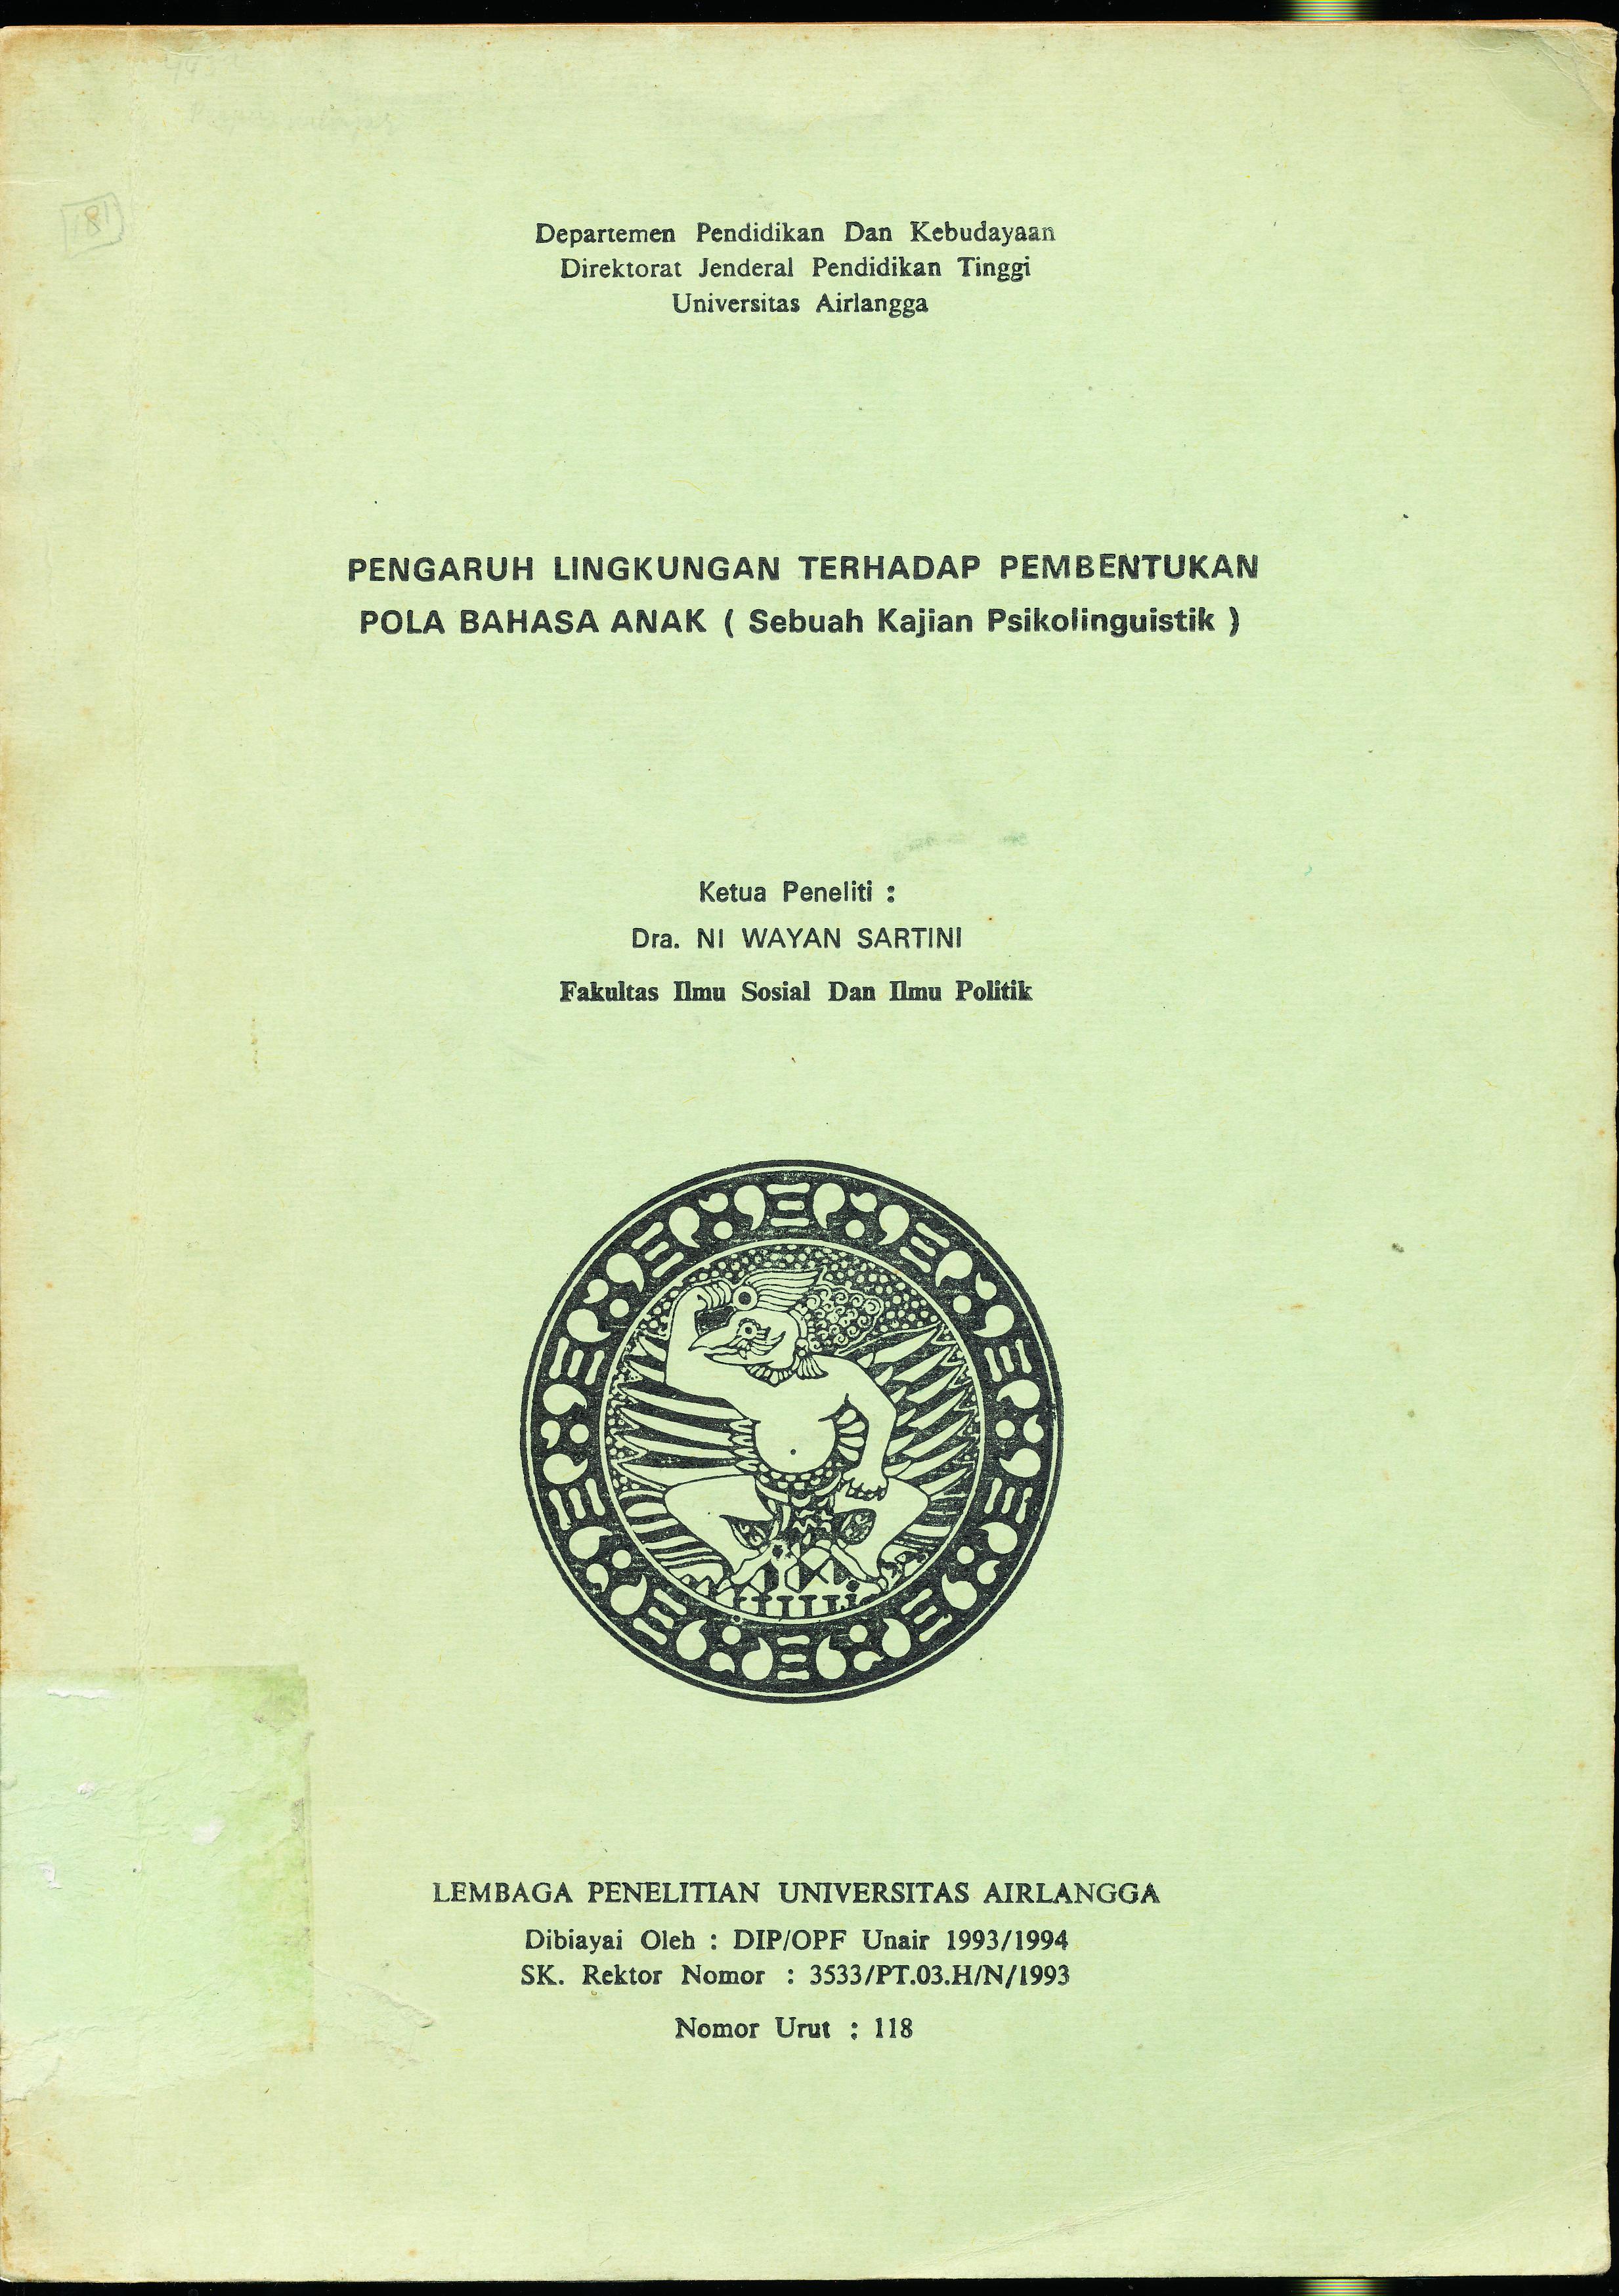 181
Departemen Pendidikan Dan Kebudayaan
Direktorat Jenderal Pendidikan Tinggi
Universitas Airlangga
PENGARUH LINGKUNGAN TERHADAP PEMBENTUKAN
POLA BAHASA ANAK ( Sebuah Kajian Psikolinguistik )
Ketua Peneliti :
Dra. NI WAYAN SARTINI
Fakultas Ilmu Sosial Dan Ilmu Politik
LEMBAGA PENELITIAN UNIVERSITAS AIRLANGGA
Dibiayai Oleh : DIP/OPF Unair 1993/1994
SK. Rektor Nomor : 3533/PT.03.H/N/1993
Nomor Urut : 118